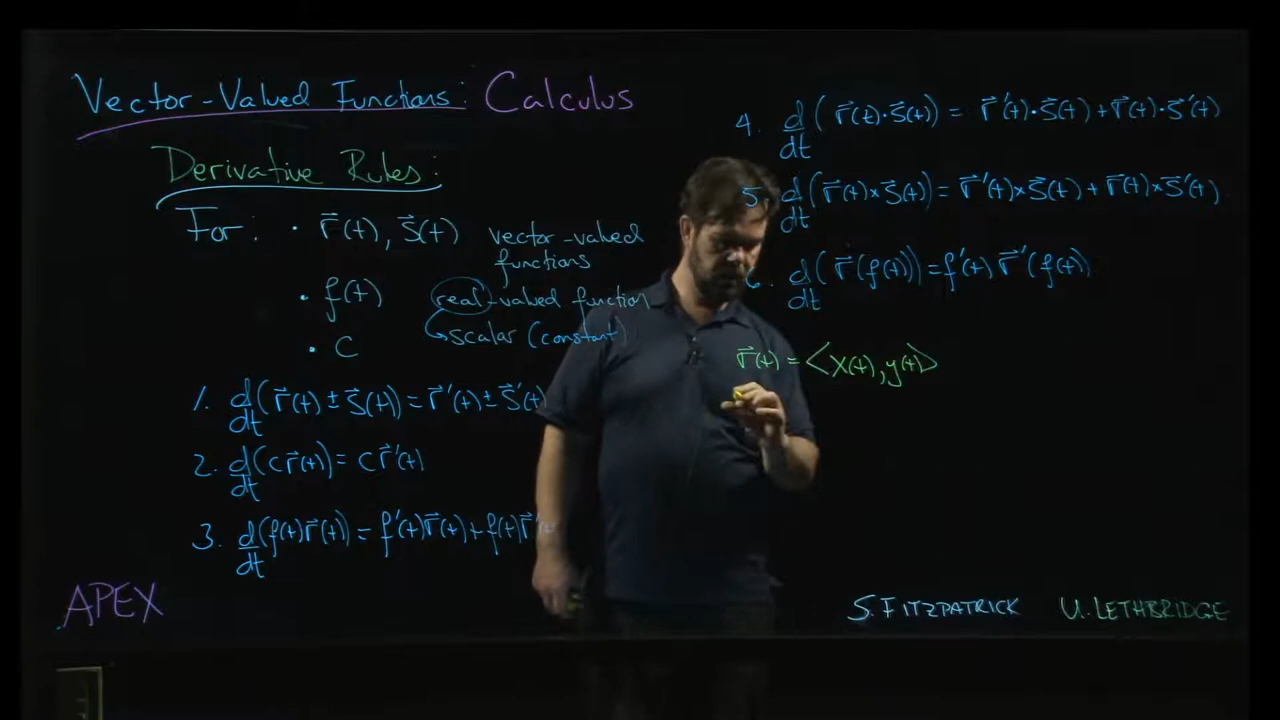 Vector-Valued Functions: Calculus
Derivative Rules:
For: • r⃗(t), s⃗(t) vector-valued
functions
• f(t) real-valued function
• C scalar (constant)
1. d/dt (r⃗(t) ± s⃗(t)) = r⃗'(t) ± s⃗'(t)
2. d/dt (c r⃗(t)) = c r⃗'(t)
3. d/dt (f(t) r⃗(t)) = f'(t) r⃗(t) + f(t) r⃗'(t)
4. d/dt (r⃗(t) · s⃗(t)) = r⃗'(t) · s⃗(t) + r⃗(t) · s⃗'(t)
5. d/dt (r⃗(t) × s⃗(t)) = r⃗'(t) × s⃗(t) + r⃗(t) × s⃗'(t)
6. d/dt (r⃗(f(t))) = f'(t) r⃗'(f(t))
r⃗(t) = ⟨x(t), y(t)⟩
APEX
S. FITZPATRICK U. LETHBRIDGE